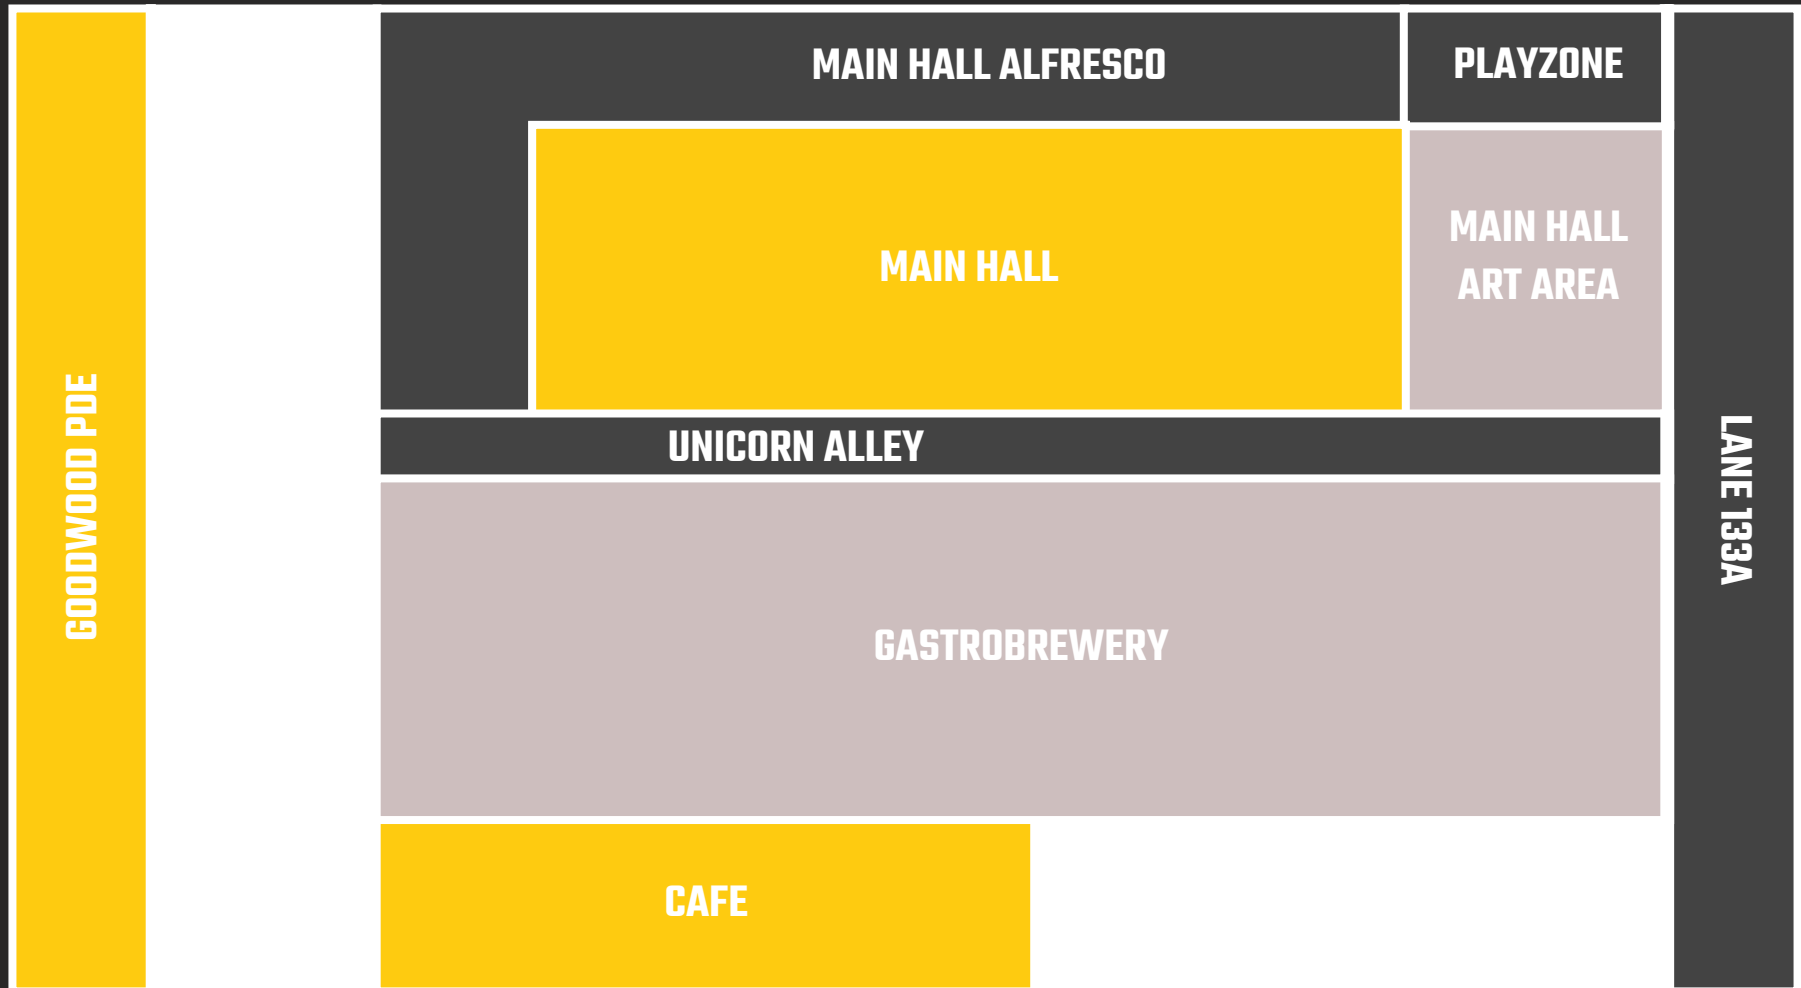 MAIN HALL ALFRESCO
PLAYZONE
MAIN HALL
MAIN HALL
ART AREA
GOODWOOD PDE
UNICORN ALLEY
LANE 133A
GASTROBREWERY
CAFE